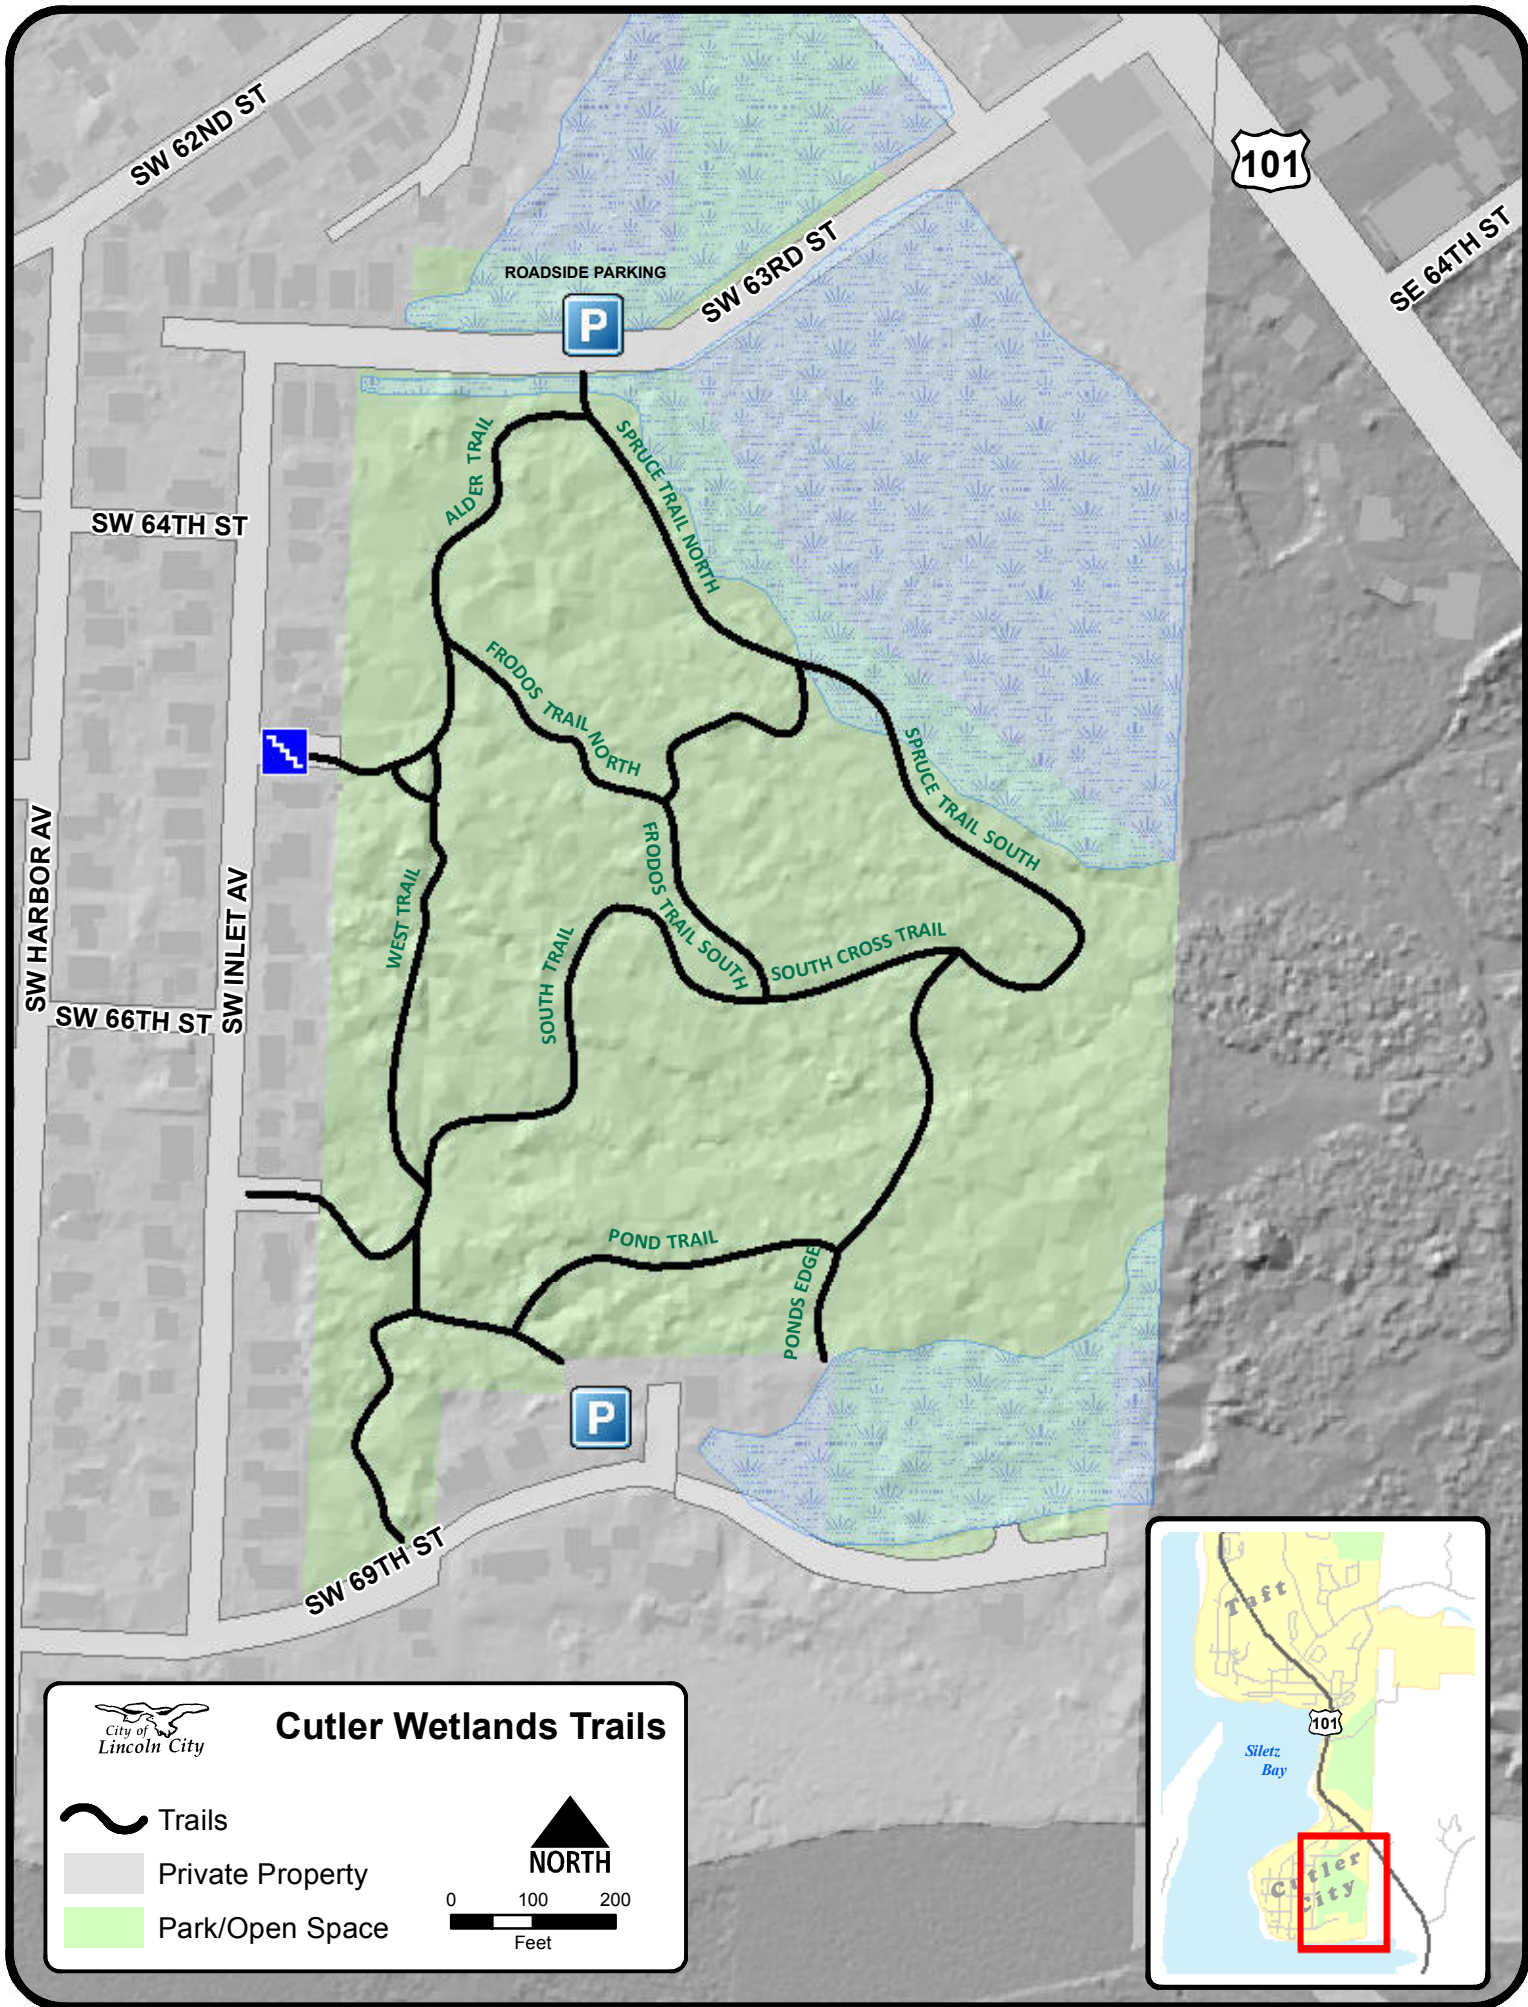 SW 62ND ST
101
SE 64TH ST
ROADSIDE PARKING
P
SW 63RD ST
ALDER TRAIL
SPRUCE TRAIL NORTH
SW 64TH ST
FRODOS TRAIL NORTH
SPRUCE TRAIL SOUTH
SW HARBOR AV
SW INLET AV
WEST TRAIL
FRODOS TRAIL SOUTH
SOUTH TRAIL
SOUTH CROSS TRAIL
SW 66TH ST
POND TRAIL
PONDS EDGE
P
SW 69TH ST
City of
Lincoln City
Cutler Wetlands Trails
Trails
Private Property
Park/Open Space
NORTH
0 100 200
Feet
Taft
101
Siletz
Bay
Cutler
City